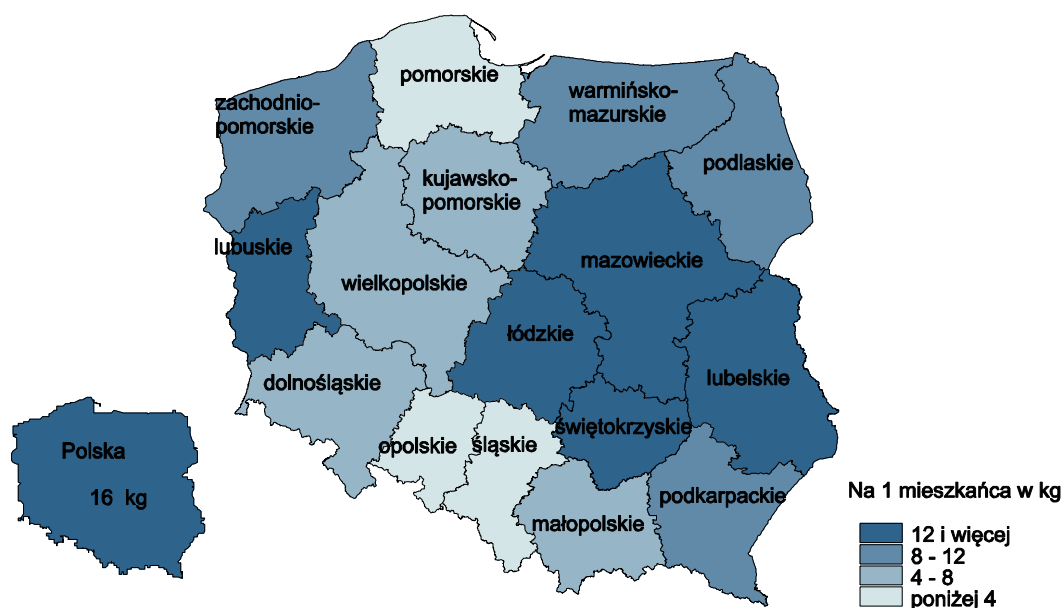 pomorskie
zachodnio-
pomorskie
warmińsko-
mazurskie
podlaskie
kujawsko-
pomorskie
lubuskie
mazowieckie
wielkopolskie
łódzkie
dolnośląskie
lubelskie
świętokrzyskie
opolskie
śląskie
Polska
16 kg
podkarpackie
małopolskie
Na 1 mieszkańca w kg
12 i więcej
8 - 12
4 - 8
poniżej 4